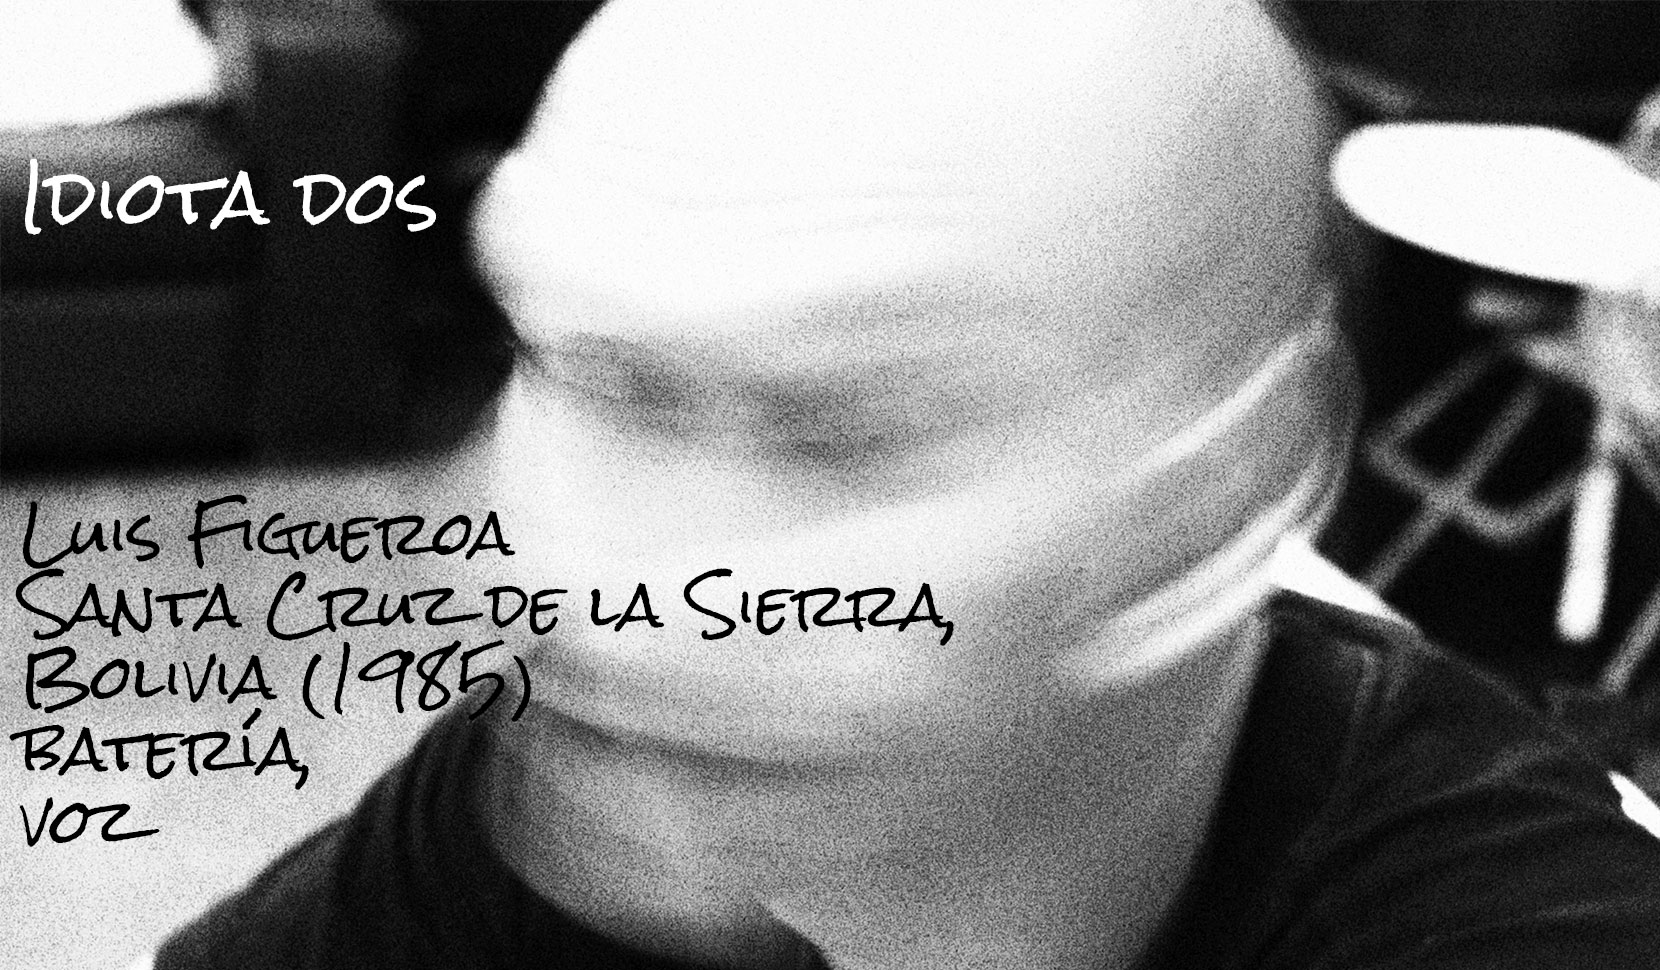 Idiota dos
Luis Figueroa
Santa Cruz de la Sierra,
Bolivia (1985)
batería,
voz